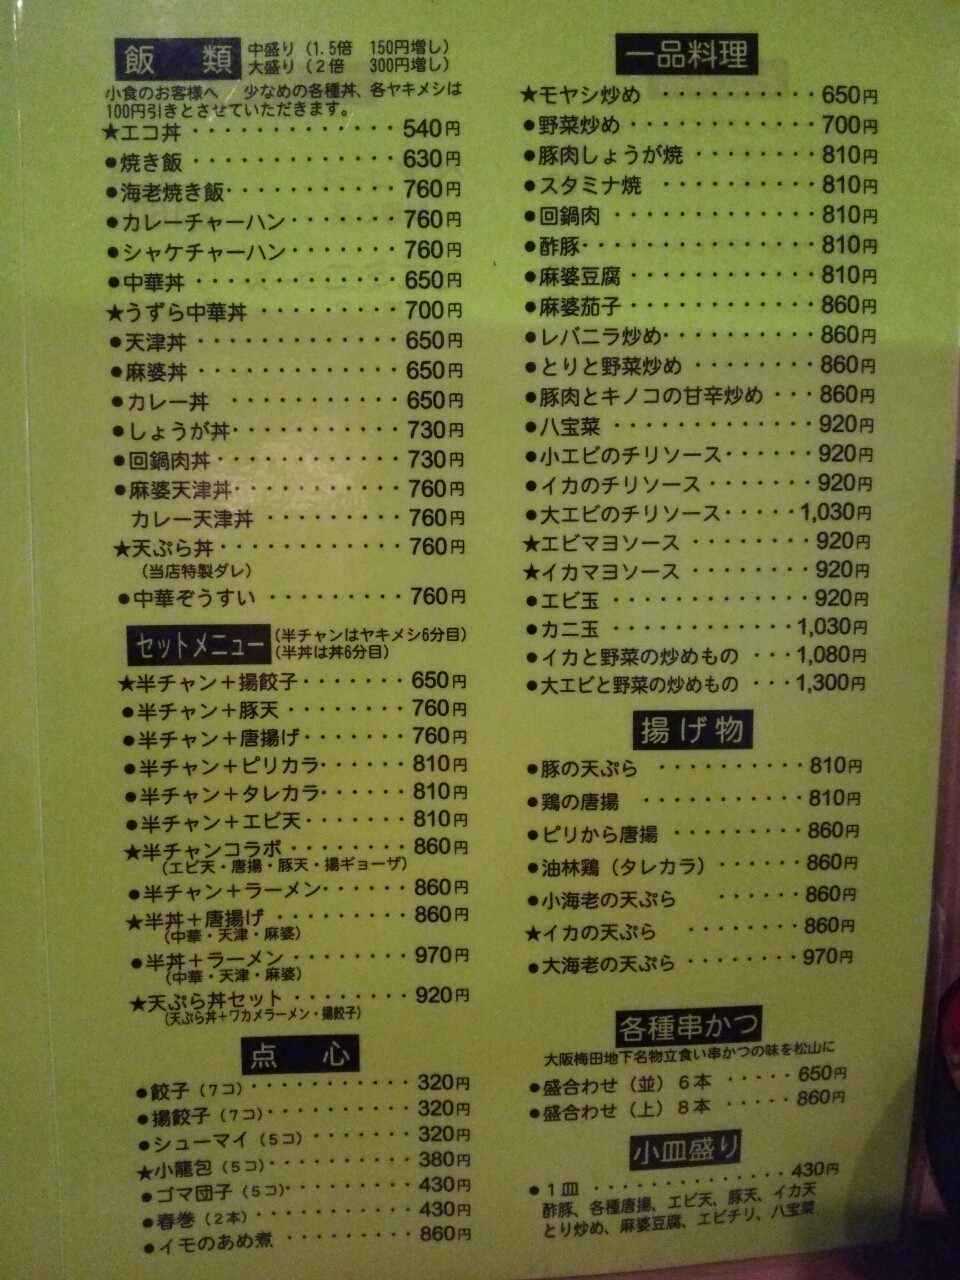 飯 類
中盛り（1.5倍 150円増し）
大盛り（2倍 300円増し）
小食のお客様へ 少なめの各種丼、各ヤキメシは
100円引きとさせていただきます。
★エコ丼・・・・・・・・・・・・・540円
●焼き飯・・・・・・・・・・・・・630円
●海老焼き飯・・・・・・・・・・・760円
●カレーチャーハン・・・・・・・760円
●シャケチャーハン・・・・・・・760円
●中華丼・・・・・・・・・・・・・650円
★うずら中華丼・・・・・・・・・700円
●天津丼・・・・・・・・・・・・・650円
●麻婆丼・・・・・・・・・・・・・650円
●カレー丼・・・・・・・・・・・650円
●しょうが丼・・・・・・・・・・・730円
●回鍋肉丼・・・・・・・・・・・・730円
●麻婆天津丼・・・・・・・・・・・760円
カレー天津丼・・・・・・・・・760円
★天ぷら丼・・・・・・・・・・・・760円
（当店特製ダレ）
●中華ぞうすい・・・・・・・・・760円
セットメニュー
（半チャンはヤキメシ6分目）
（半丼は丼6分目）
★半チャン＋揚餃子・・・・・・・650円
●半チャン＋豚天・・・・・・・・760円
●半チャン＋唐揚げ・・・・・・・760円
●半チャン＋ピリカラ・・・・・・810円
●半チャン＋タレカラ・・・・・・810円
●半チャン＋エビ天・・・・・・・810円
★半チャンコラボ・・・・・・・・860円
（エビ天・唐揚・豚天・揚ギョーザ）
●半チャン＋ラーメン・・・・・・860円
★半丼＋唐揚げ・・・・・・・・・860円
（中華・天津・麻婆）
●半丼＋ラーメン・・・・・・・・970円
（中華・天津・麻婆）
★天ぷら丼セット・・・・・・・・920円
（天ぷら丼＋ワカメラーメン・揚餃子）
点 心
●餃子（7コ）・・・・・・・・・・・320円
●揚餃子（7コ）・・・・・・・・・・320円
●シューマイ（5コ）・・・・・・・・320円
★小龍包（5コ）・・・・・・・・・・380円
●ゴマ団子（5コ）・・・・・・・・・430円
●春巻（2本）・・・・・・・・・・・430円
●イモのあめ煮・・・・・・・・・860円
一品料理
★モヤシ炒め・・・・・・・・・・650円
●野菜炒め・・・・・・・・・・・・700円
●豚肉しょうが焼・・・・・・・・810円
●スタミナ焼・・・・・・・・・・810円
●回鍋肉・・・・・・・・・・・・・810円
●酢豚・・・・・・・・・・・・・・810円
●麻婆豆腐・・・・・・・・・・・・810円
●麻婆茄子・・・・・・・・・・・・860円
●レバニラ炒め・・・・・・・・・・860円
●とりと野菜炒め・・・・・・・・860円
●豚肉とキノコの甘辛炒め・・・860円
●八宝菜・・・・・・・・・・・・・920円
●小エビのチリソース・・・・・・920円
●イカのチリソース・・・・・・・920円
●大エビのチリソース・・・・・1,030円
★エビマヨソース・・・・・・・・920円
★イカマヨソース・・・・・・・・920円
●エビ玉・・・・・・・・・・・・・920円
●カニ玉・・・・・・・・・・・・1,030円
●イカと野菜の炒めもの・・・1,080円
●大エビと野菜の炒めもの・・・1,300円
揚げ物
●豚の天ぷら・・・・・・・・・・810円
●鶏の唐揚・・・・・・・・・・・810円
●ピリから唐揚・・・・・・・・・860円
●油林鶏（タレカラ）・・・・・・860円
●小海老の天ぷら・・・・・・860円
★イカの天ぷら・・・・・・・・860円
●大海老の天ぷら・・・・・・・・970円
各種串かつ
大阪梅田地下名物立食い串かつの味を松山に
●盛合わせ（並）6本・・・・・650円
●盛合わせ（上）8本・・・・・860円
小皿盛り
●1皿・・・・・・・・・・・・・・430円
酢豚、各種唐揚、エビ天、豚天、イカ天
とり炒め、麻婆豆腐、エビチリ、八宝菜